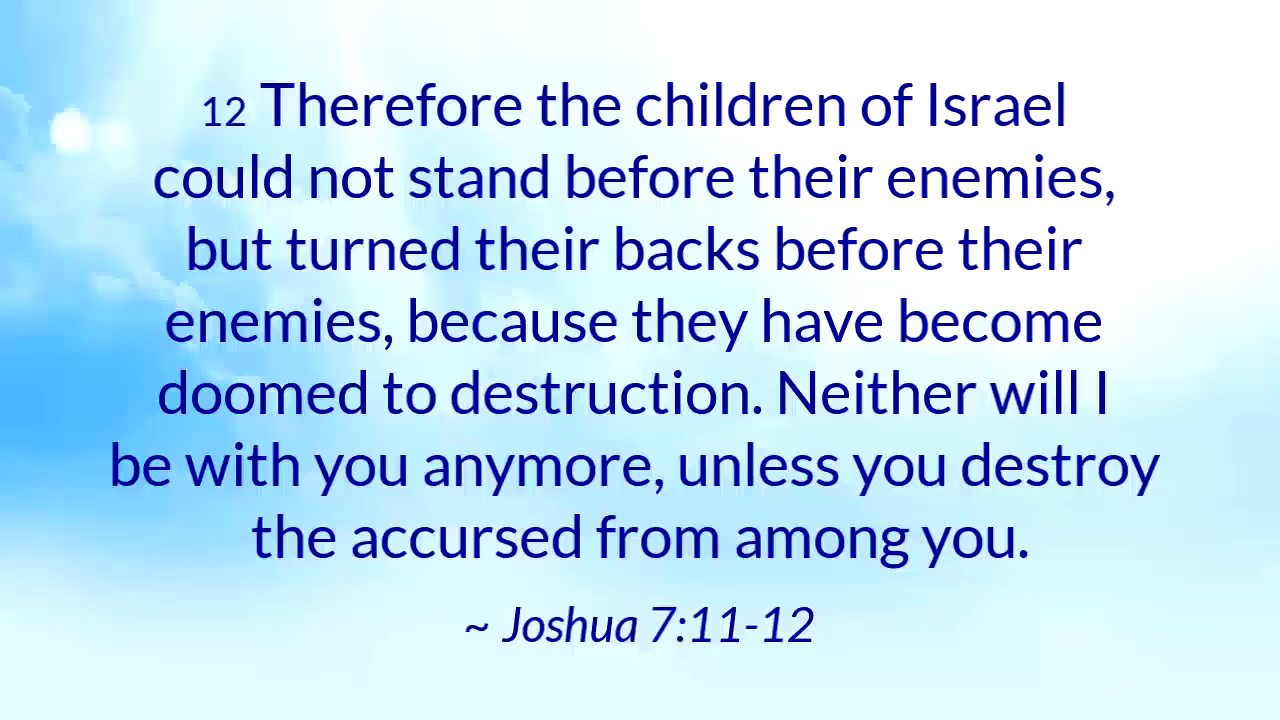 12 Therefore the children of Israel
could not stand before their enemies,
but turned their backs before their
enemies, because they have become
doomed to destruction. Neither will I
be with you anymore, unless you destroy
the accursed from among you.
~ Joshua 7:11-12